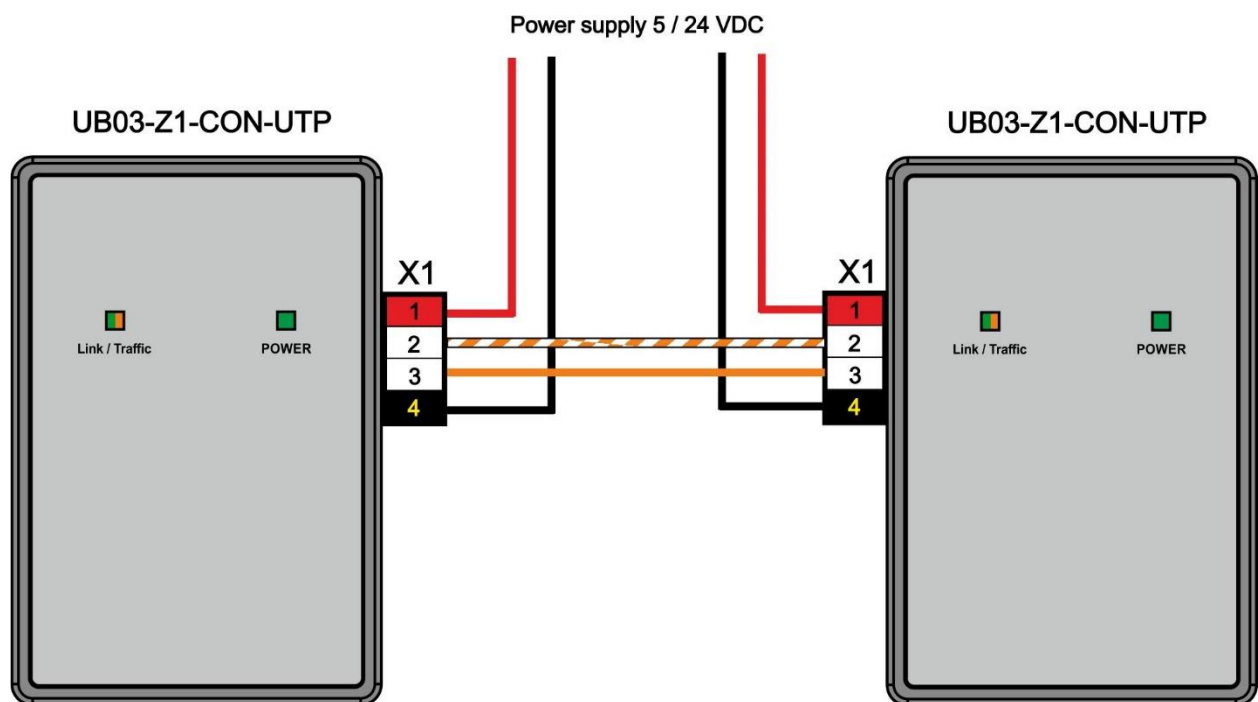 Power supply 5 / 24 VDC
UB03-Z1-CON-UTP
UB03-Z1-CON-UTP
X1
1
2
3
4
Link / Traffic
POWER
X1
1
2
3
4
Link / Traffic
POWER